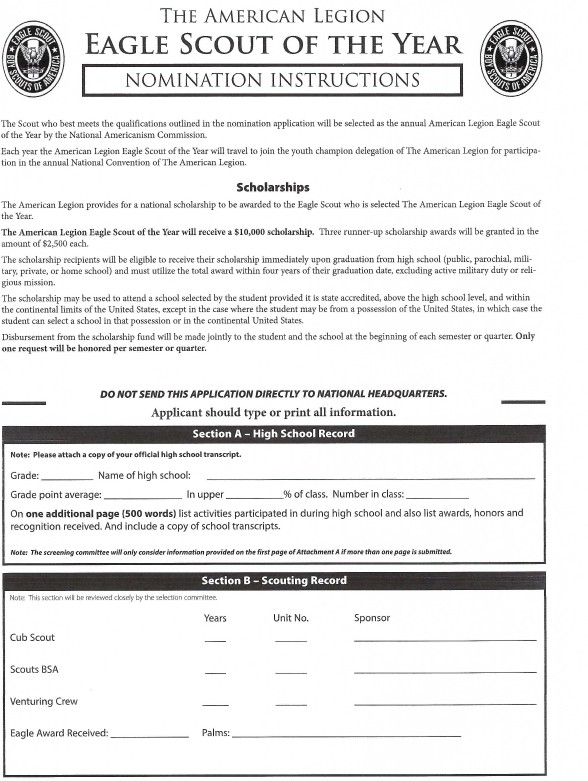 The American Legion
Eagle Scout of the Year
NOMINATION INSTRUCTIONS
EAGLE SCOUT
BOY SCOUTS OF AMERICA
EAGLE SCOUT
BOY SCOUTS OF AMERICA
The Scout who best meets the qualifications outlined in the nomination application will be selected as the annual American Legion Eagle Scout
of the Year by the National Americanism Commission.
Each year the American Legion Eagle Scout of the Year will travel to join the youth champion delegation of The American Legion for participa-
tion in the annual National Convention of The American Legion.
Scholarships
The American Legion provides for a national scholarship to be awarded to the Eagle Scout who is selected The American Legion Eagle Scout of
the Year.
The American Legion Eagle Scout of the Year will receive a $10,000 scholarship. Three runner-up scholarship awards will be granted in the
amount of $2,500 each.
The scholarship recipients will be eligible to receive their scholarship immediately upon graduation from high school (public, parochial, mili-
tary, private, or home school) and must utilize the total award within four years of their graduation date, excluding active military duty or reli-
gious mission.
The scholarship may be used to attend a school selected by the student provided it is state accredited, above the high school level, and within
the continental limits of the United States, except in the case where the student may be from a possession of the United States, in which case the
student can select a school in that possession or in the continental United States.
Disbursement from the scholarship fund will be made jointly to the student and the school at the beginning of each semester or quarter. Only
one request will be honored per semester or quarter.
DO NOT SEND THIS APPLICATION DIRECTLY TO NATIONAL HEADQUARTERS.
Applicant should type or print all information.
Section A – High School Record
Note: Please attach a copy of your official high school transcript.
Grade: Name of high school:
Grade point average: In upper % of class. Number in class:
On one additional page (500 words) list activities participated in during high school and also list awards, honors and
recognition received. And include a copy of school transcripts.
Note: The screening committee will only consider information provided on the first page of Attachment A if more than one page is submitted.
Section B – Scouting Record
Note: This section will be reviewed closely by the selection committee.
Years Unit No. Sponsor
Cub Scout
Scouts BSA
Venturing Crew
Eagle Award Received: Palms: